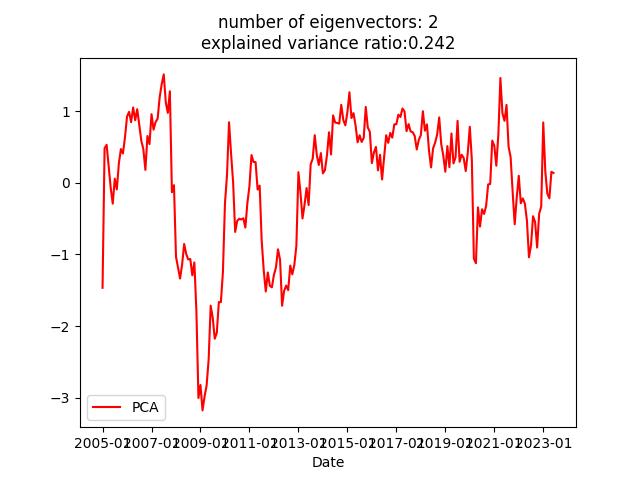 number of eigenvectors: 2
explained variance ratio:0.242
1
0
−1
−2
−3
PCA
2005-01 2007-01 2009-01 2011-01 2013-01 2015-01 2017-01 2019-01 2021-01 2023-01
Date